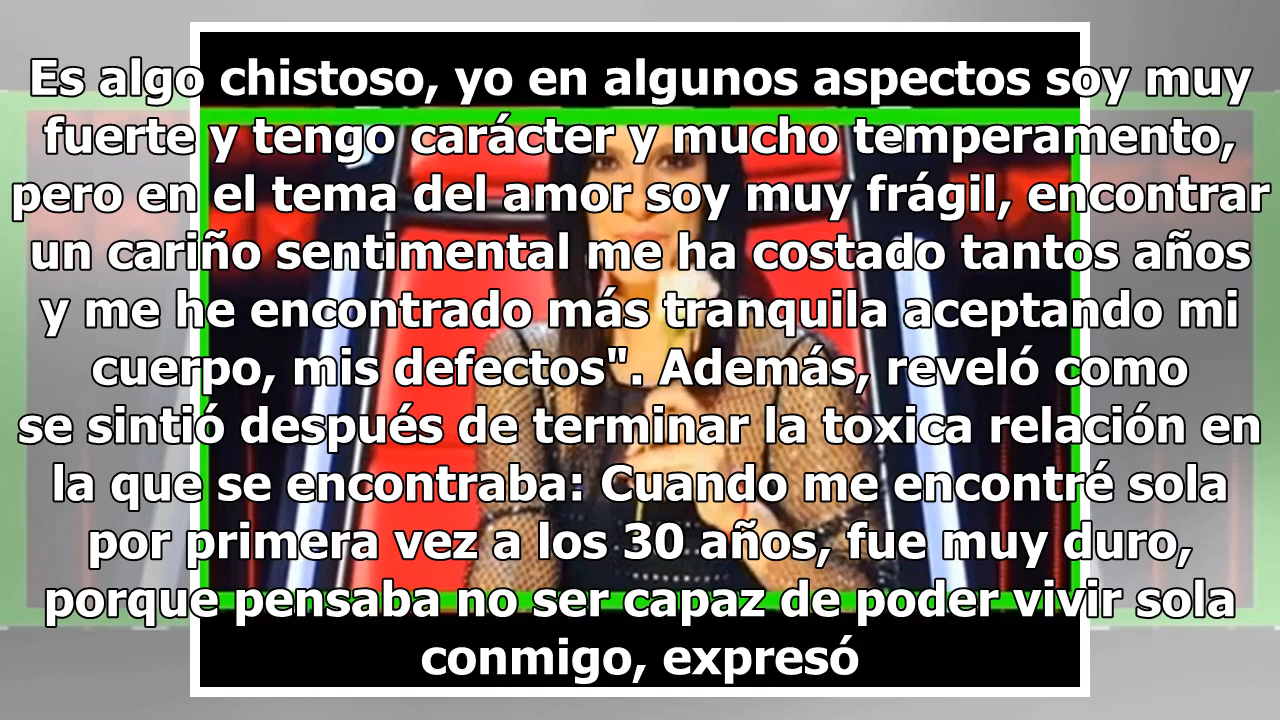 Es algo chistoso, yo en algunos aspectos soy muy
fuerte y tengo carácter y mucho temperamento,
pero en el tema del amor soy muy frágil, encontrar
un cariño sentimental me ha costado tantos años
y me he encontrado más tranquila aceptando mi
cuerpo, mis defectos". Además, reveló como
se sintió después de terminar la toxica relación en
la que se encontraba: Cuando me encontré sola
por primera vez a los 30 años, fue muy duro,
porque pensaba no ser capaz de poder vivir sola
conmigo, expresó